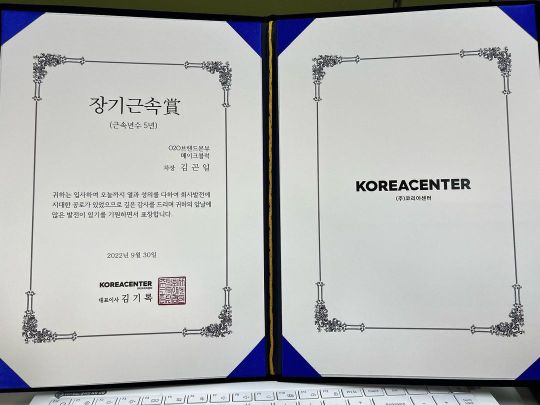 장기근속賞
(근속년수 5년)
OZO브랜드본부
메이크블럭
차장 김곤일
귀하는 입사하여 오늘까지 열과 성의를 다하여 회사발전에
지대한 공로가 있었으므로 깊은 감사를 드리며 귀하의 앞날에
많은 발전이 있기를 기원하면서 표창합니다.
2022년 9월 30일
KOREACENTER
대표이사 김기록
KOREACENTER
(주)코리아센터